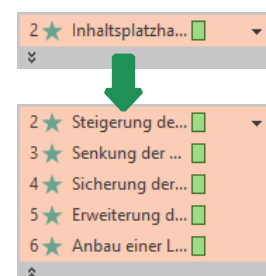 2 Inhaltsplatzha...
2 Steigerung de...
3 Senkung der ...
4 Sicherung der...
5 Erweiterung d...
6 Anbau einer L...